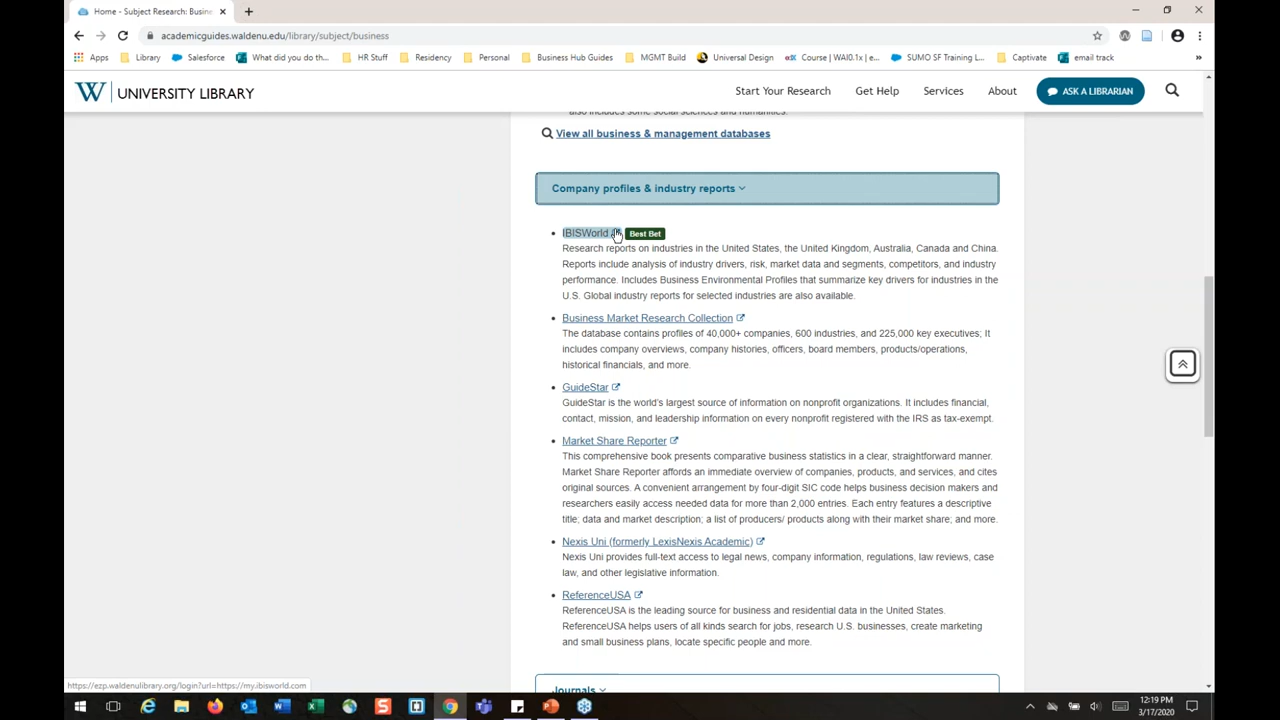 Home - Subject Research: Busine
academicguides.waldenu.edu/library/subject/business
Apps Library Salesforce What did you do th... HR Stuff Residency Personal Business Hub Guides MGMT Build Universal Design Course | WAI0.1x | e... SUMO SF Training L... Captivate email track
W UNIVERSITY LIBRARY Start Your Research Get Help Services About ASK A LIBRARIAN
also includes some social sciences and humanities.
View all business & management databases
Company profiles & industry reports
• IBISWorld Best Bet
Research reports on industries in the United States, the United Kingdom, Australia, Canada and China.
Reports include analysis of industry drivers, risk, market data and segments, competitors, and industry
performance. Includes Business Environmental Profiles that summarize key drivers for industries in the
U.S. Global industry reports for selected industries are also available.
• Business Market Research Collection
The database contains profiles of 40,000+ companies, 600 industries, and 225,000 key executives; It
includes company overviews, company histories, officers, board members, products/operations,
historical financials, and more.
• GuideStar
GuideStar is the world's largest source of information on nonprofit organizations. It includes financial,
contact, mission, and leadership information on every nonprofit registered with the IRS as tax-exempt.
• Market Share Reporter
This comprehensive book presents comparative business statistics in a clear, straightforward manner.
Market Share Reporter affords an immediate overview of companies, products, and services, and cites
original sources. A convenient arrangement by four-digit SIC code helps business decision makers and
researchers easily access needed data for more than 2,000 entries. Each entry features a descriptive
title; data and market description; a list of producers/ products along with their market share; and more.
• Nexis Uni (formerly LexisNexis Academic)
Nexis Uni provides full-text access to legal news, company information, regulations, law reviews, case
law, and other legislative information.
• ReferenceUSA
ReferenceUSA is the leading source for business and residential data in the United States.
ReferenceUSA helps users of all kinds search for jobs, research U.S. businesses, create marketing
and small business plans, locate specific people and more.
Journals
https://ezp.waldenulibrary.org/login?url=https://my.ibisworld.com
12:19 PM
3/17/2020